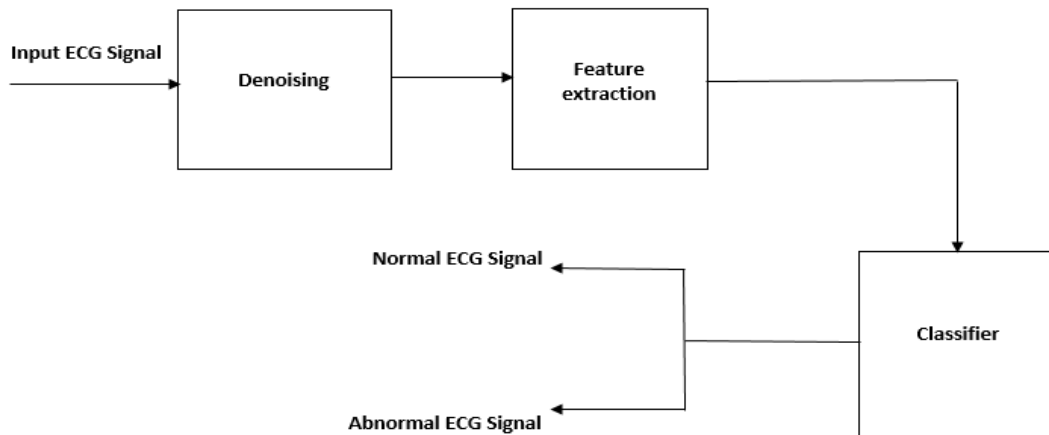 Input ECG Signal
Denoising
Feature
extraction
Normal ECG Signal
Classifier
Abnormal ECG Signal